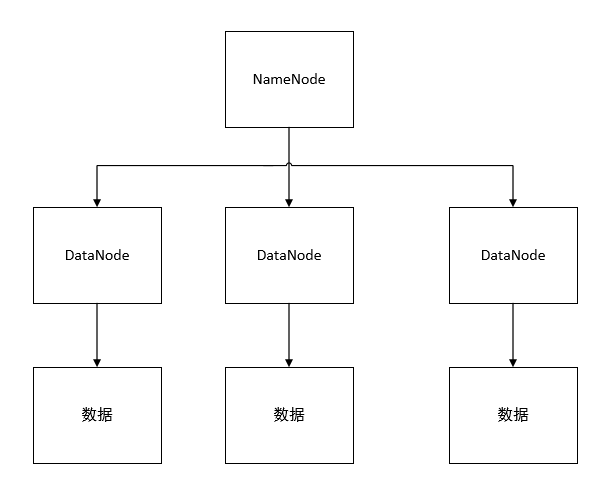 NameNode
DataNode
DataNode
DataNode
数据
数据
数据